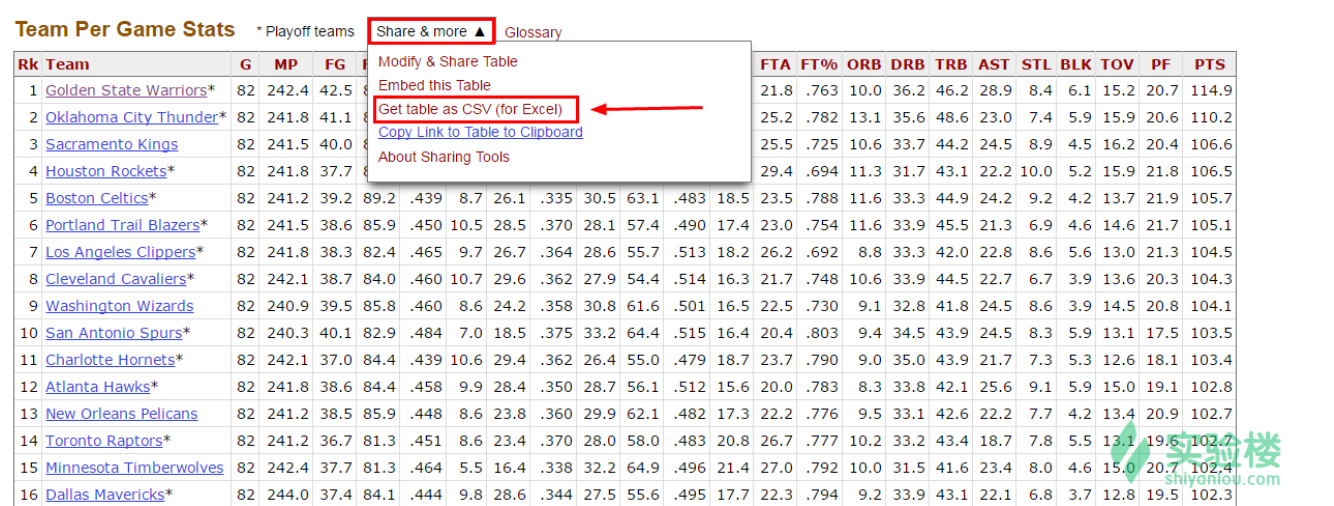 Team Per Game Stats * Playoff teams Share & more ▲ Glossary
Modify & Share Table
Embed this Table
Get table as CSV (for Excel)
Copy Link to Table to Clipboard
About Sharing Tools
Rk Team G MP FG FTA FT% ORB DRB TRB AST STL BLK TOV PF PTS
1 Golden State Warriors* 82 242.4 42.5 21.8 .763 10.0 36.2 46.2 28.9 8.4 6.1 15.2 20.7 114.9
2 Oklahoma City Thunder* 82 241.8 41.1 25.2 .782 13.1 35.6 48.6 23.0 7.4 5.9 15.9 20.6 110.2
3 Sacramento Kings 82 241.5 40.0 25.5 .725 10.6 33.7 44.2 24.5 8.9 4.5 16.2 20.4 106.6
4 Houston Rockets* 82 241.8 37.7 29.4 .694 11.3 31.7 43.1 22.2 10.0 5.2 15.9 21.8 106.5
5 Boston Celtics* 82 241.2 39.2 89.2 .439 8.7 26.1 .335 30.5 63.1 .483 18.5 23.5 .788 11.6 33.3 44.9 24.2 9.2 4.2 13.7 21.9 105.7
6 Portland Trail Blazers* 82 241.5 38.6 85.9 .450 10.5 28.5 .370 28.1 57.4 .490 17.4 23.0 .754 11.6 33.9 45.5 21.3 6.9 4.6 14.6 21.7 105.1
7 Los Angeles Clippers* 82 241.8 38.3 82.4 .465 9.7 26.7 .364 28.6 55.7 .513 18.2 26.2 .692 8.8 33.3 42.0 22.8 8.6 5.6 13.0 21.3 104.5
8 Cleveland Cavaliers* 82 242.1 38.7 84.0 .460 10.7 29.6 .362 27.9 54.4 .514 16.3 21.7 .748 10.6 33.9 44.5 22.7 6.7 3.9 13.6 20.3 104.3
9 Washington Wizards 82 240.9 39.5 85.8 .460 8.6 24.2 .358 30.8 61.6 .501 16.5 22.5 .730 9.1 32.8 41.8 24.5 8.6 3.9 14.5 20.8 104.1
10 San Antonio Spurs* 82 240.3 40.1 82.9 .484 7.0 18.5 .375 33.2 64.4 .515 16.4 20.4 .803 9.4 34.5 43.9 24.5 8.3 5.9 13.1 17.5 103.5
11 Charlotte Hornets* 82 242.1 37.0 84.4 .439 10.6 29.4 .362 26.4 55.0 .479 18.7 23.7 .790 9.0 35.0 43.9 21.7 7.3 5.3 12.6 18.1 103.4
12 Atlanta Hawks* 82 241.8 38.6 84.4 .458 9.9 28.4 .350 28.7 56.1 .512 15.6 20.0 .783 8.3 33.8 42.1 25.6 9.1 5.9 15.0 19.1 102.8
13 New Orleans Pelicans 82 241.2 38.5 85.9 .448 8.6 23.8 .360 29.9 62.1 .482 17.3 22.2 .776 9.5 33.1 42.6 22.2 7.7 4.2 13.4 20.9 102.7
14 Toronto Raptors* 82 241.2 36.7 81.3 .451 8.6 23.4 .370 28.0 58.0 .483 20.8 26.7 .777 10.2 33.2 43.4 18.7 7.8 5.5 13.1 19.6 102.7
15 Minnesota Timberwolves 82 242.4 37.7 81.3 .464 5.5 16.4 .338 32.2 64.9 .496 21.4 27.0 .792 10.0 31.5 41.6 23.4 8.0 4.6 15.0 20.7 102.4
16 Dallas Mavericks* 82 244.0 37.4 84.1 .444 9.8 28.6 .344 27.5 55.6 .495 17.7 22.3 .794 9.2 33.9 43.1 22.1 6.8 3.7 12.8 19.5 102.3
实验楼
shiyanlou.com